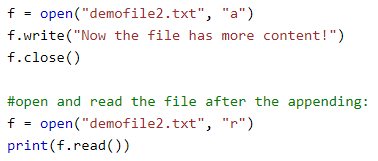 f = open("demofile2.txt", "a")
f.write("Now the file has more content!")
f.close()
#open and read the file after the appending:
f = open("demofile2.txt", "r")
print(f.read())